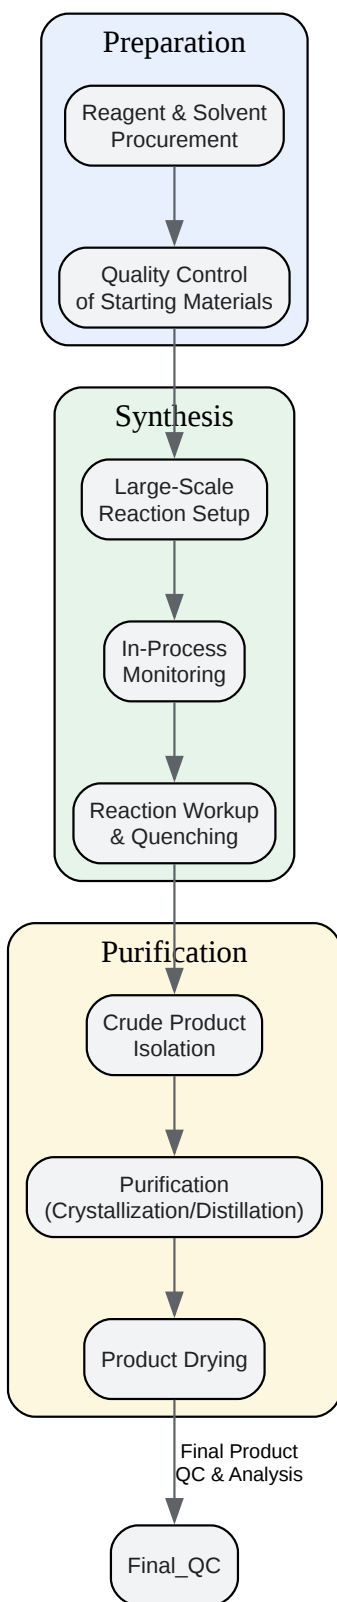 Preparation
Reagent & Solvent
Procurement
Quality Control
of Starting Materials
Synthesis
Large-Scale
Reaction Setup
In-Process
Monitoring
Reaction Workup
& Quenching
Purification
Crude Product
Isolation
Purification
(Crystallization/Distillation)
Product Drying
Final Product
QC & Analysis
Final_QC